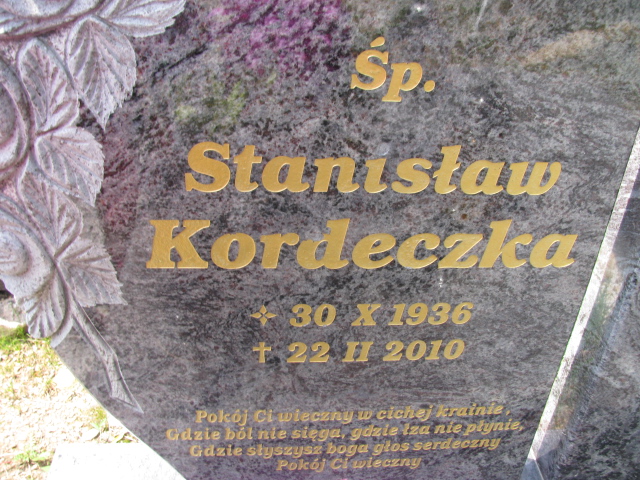 Śp.
Stanisław
Kordeczka
✧ 30 X 1936
† 22 II 2010
Pokój Ci wieczny w cichej krainie,
Gdzie ból nie sięga, gdzie łza nie płynie,
Gdzie słyszysz boga głos serdeczny
Pokój Ci wieczny